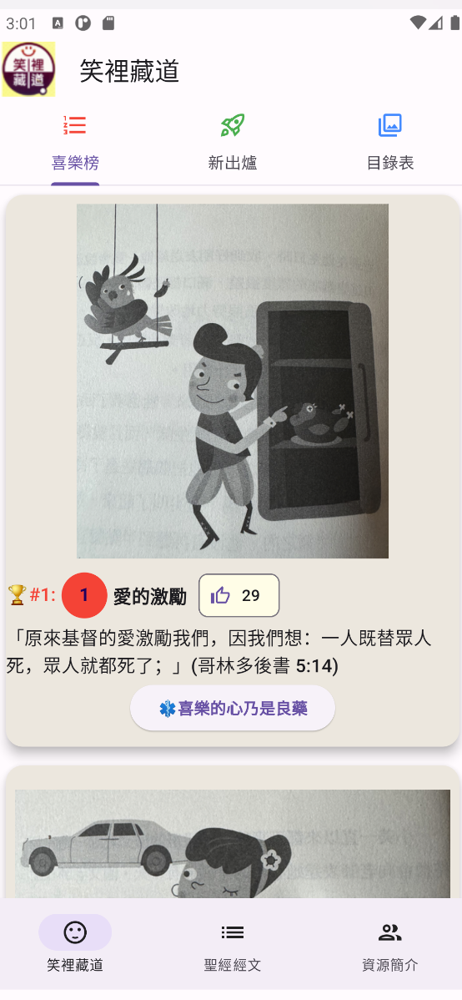 3:01
笑裡藏道
笑裡藏道
喜樂榜
新出爐
目錄表
🏆#1: 1 愛的激勵 29
「原來基督的愛激勵我們，因我們想：一人既替眾人
死，眾人就都死了；」(哥林多後書 5:14)
喜樂的心乃是良藥
笑裡藏道
聖經經文
資源簡介